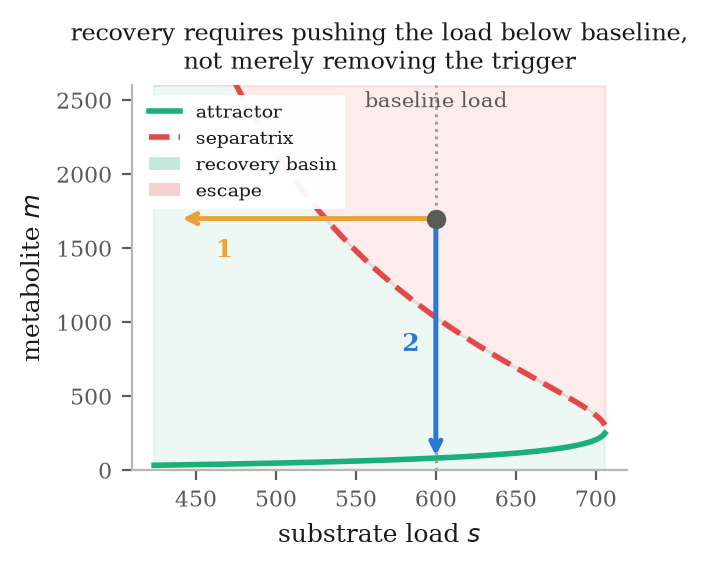 recovery requires pushing the load below baseline,
not merely removing the trigger
baseline load
attractor
separatrix
recovery basin
escape
1
2
metabolite m
2500
2000
1500
1000
500
0
450 500 550 600 650 700
substrate load s